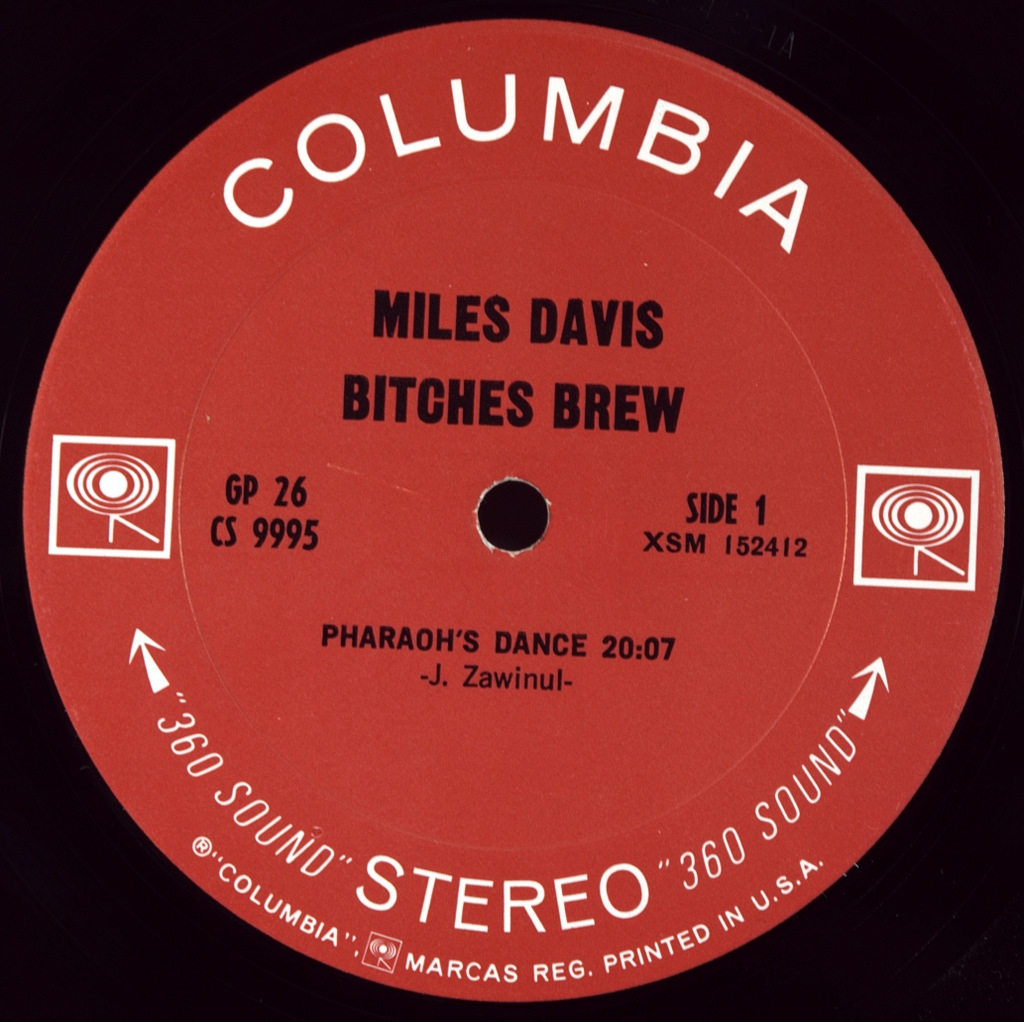 COLUMBIA
MILES DAVIS
BITCHES BREW
GP 26
CS 9995
SIDE 1
XSM 152412
PHARAOH'S DANCE 20:07
-J. Zawinul-
"360 SOUND" STEREO "360 SOUND"
®"COLUMBIA", MARCAS REG. PRINTED IN U.S.A.